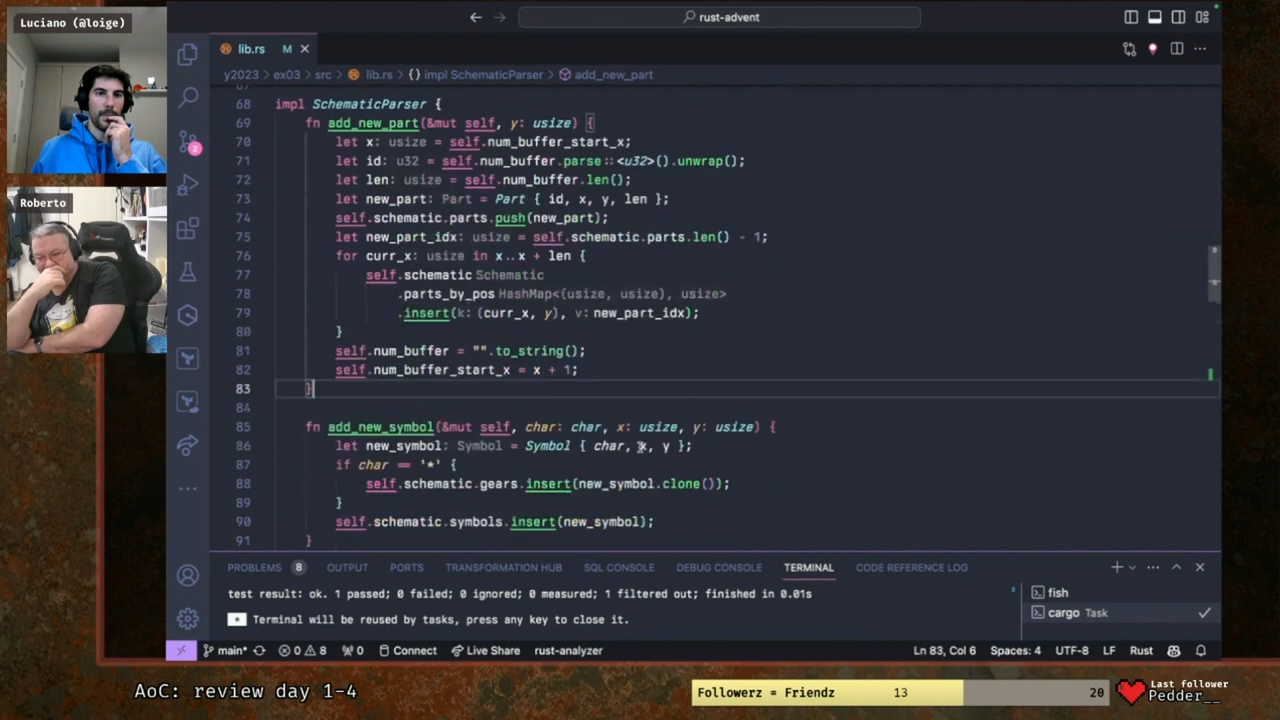 Luciano (@loige)
Roberto
rust-advent
lib.rs M
y2023 > ex03 > src > lib.rs > {} impl SchematicParser > add_new_part
67
68 impl SchematicParser {
69 fn add_new_part(&mut self, y: usize) {
70 let x: usize = self.num_buffer_start_x;
71 let id: u32 = self.num_buffer.parse::<u32>().unwrap();
72 let len: usize = self.num_buffer.len();
73 let new_part: Part = Part { id, x, y, len };
74 self.schematic.parts.push(new_part);
75 let new_part_idx: usize = self.schematic.parts.len() - 1;
76 for curr_x: usize in x..x + len {
77 self.schematic Schematic
78 .parts_by_pos HashMap<(usize, usize), usize>
79 .insert(k: (curr_x, y), v: new_part_idx);
80 }
81 self.num_buffer = "".to_string();
82 self.num_buffer_start_x = x + 1;
83 }
84
85 fn add_new_symbol(&mut self, char: char, x: usize, y: usize) {
86 let new_symbol: Symbol = Symbol { char, x, y };
87 if char == '*' {
88 self.schematic.gears.insert(new_symbol.clone());
89 }
90 self.schematic.symbols.insert(new_symbol);
91 }
PROBLEMS 8 OUTPUT PORTS TRANSFORMATION HUB SQL CONSOLE DEBUG CONSOLE TERMINAL CODE REFERENCE LOG
test result: ok. 1 passed; 0 failed; 0 ignored; 0 measured; 1 filtered out; finished in 0.01s
* Terminal will be reused by tasks, press any key to close it.
fish
cargo Task
main* 0 8 0 Connect Live Share rust-analyzer Ln 83, Col 6 Spaces: 4 UTF-8 LF Rust
AoC: review day 1-4
Followerz = Friendz 13 20
Last follower
Pedder__